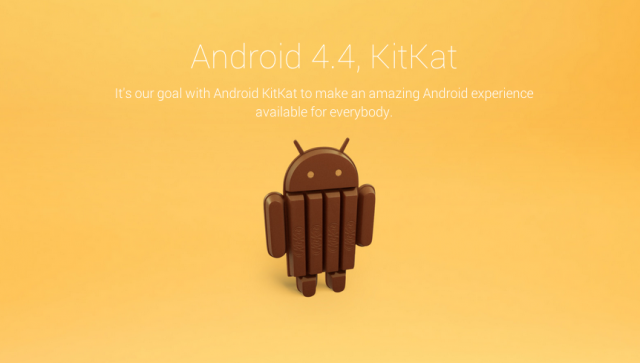 Android 4.4, KitKat
It's our goal with Android KitKat to make an amazing Android experience
available for everybody.